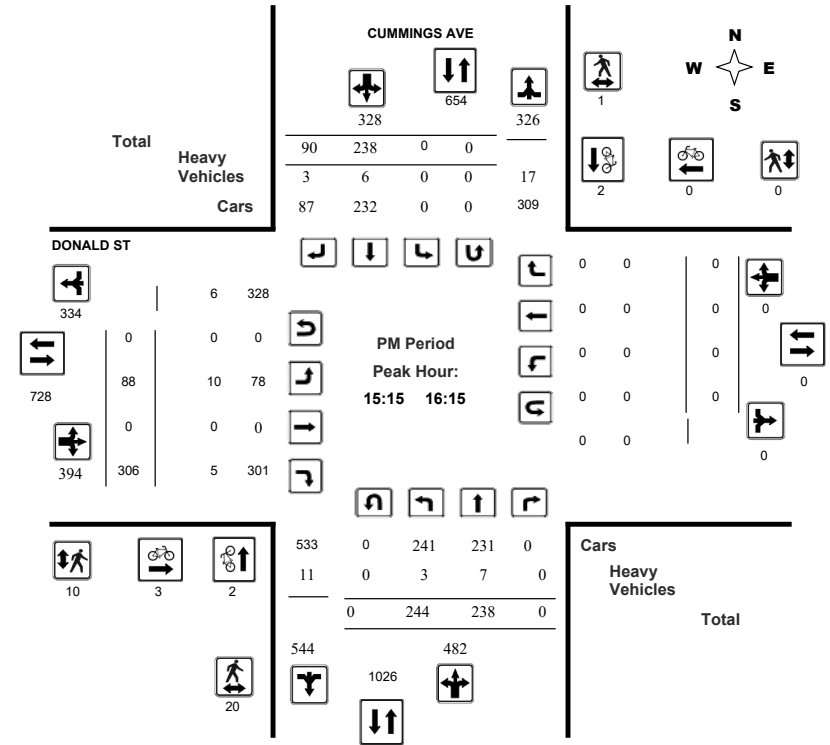 CUMMINGS AVE
N
W E
S
654
1
328 326
Total 90 238 0 0
Heavy
Vehicles 3 6 0 0 17
Cars 87 232 0 0 309
2 0 0
DONALD ST
334
6 328
0 0 0
728
88 10 78
0 0 0
394
306 5 301
PM Period
Peak Hour:
15:15 16:15
0 0 0
0 0 0 0
0 0 0
0
0 0 0
0 0
0
533 0 241 231 0 Cars
11 0 3 7 0 Heavy
Vehicles
0 244 238 0 Total
10 3 2
544 482
1026
20